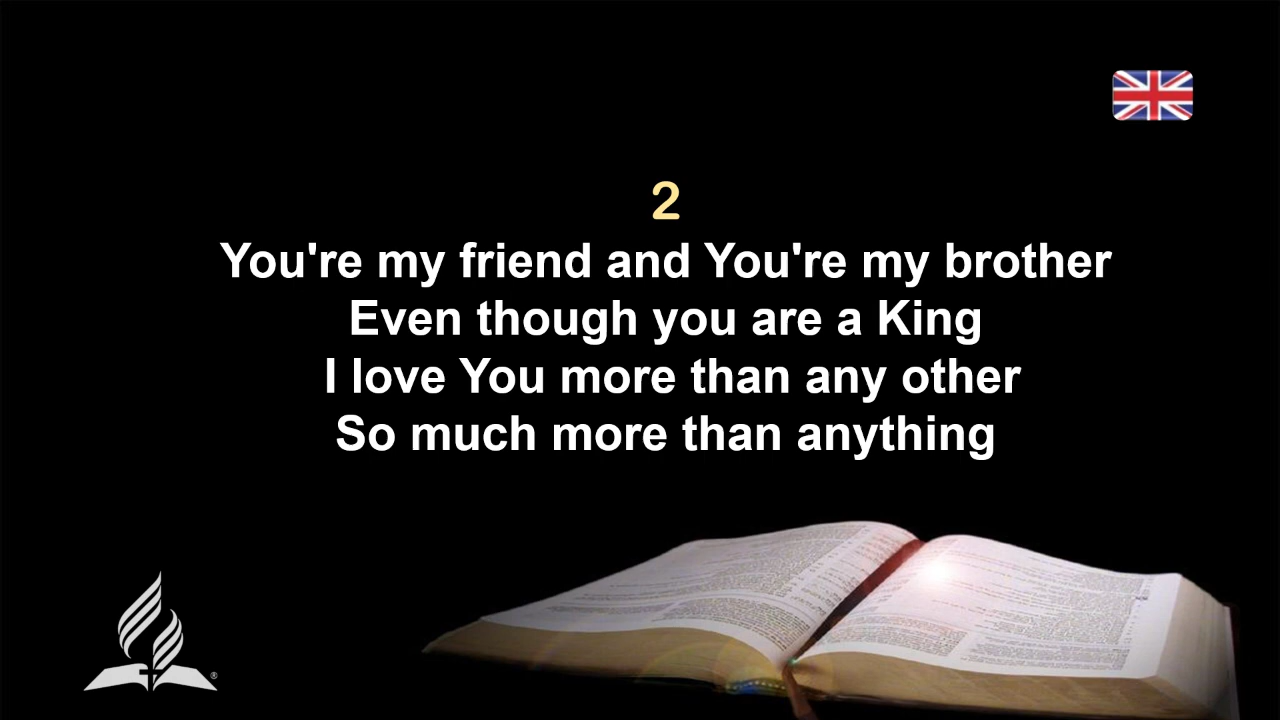 2
You're my friend and You're my brother
Even though you are a King
I love You more than any other
So much more than anything
®